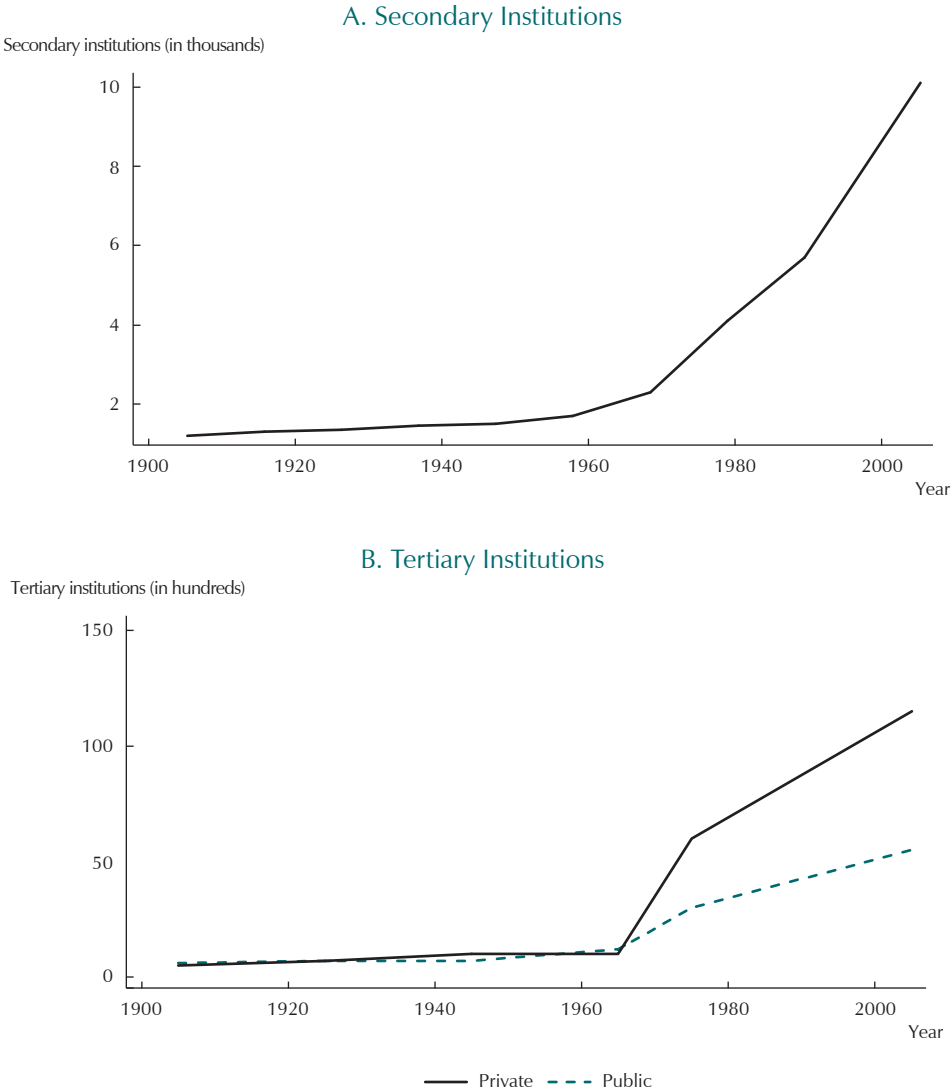 A. Secondary Institutions
Secondary institutions (in thousands)
10
8
6
4
2
1900 1920 1940 1960 1980 2000
Year
B. Tertiary Institutions
Tertiary institutions (in hundreds)
150
100
50
0
1900 1920 1940 1960 1980 2000
Year
Private Public